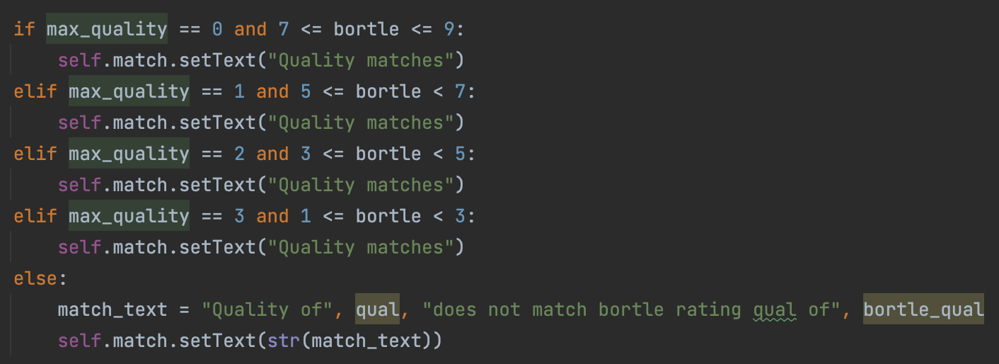 if max_quality == 0 and 7 <= bortle <= 9:
    self.match.setText("Quality matches")
elif max_quality == 1 and 5 <= bortle < 7:
    self.match.setText("Quality matches")
elif max_quality == 2 and 3 <= bortle < 5:
    self.match.setText("Quality matches")
elif max_quality == 3 and 1 <= bortle < 3:
    self.match.setText("Quality matches")
else:
    match_text = "Quality of", qual, "does not match bortle rating qual of", bortle_qual
    self.match.setText(str(match_text))